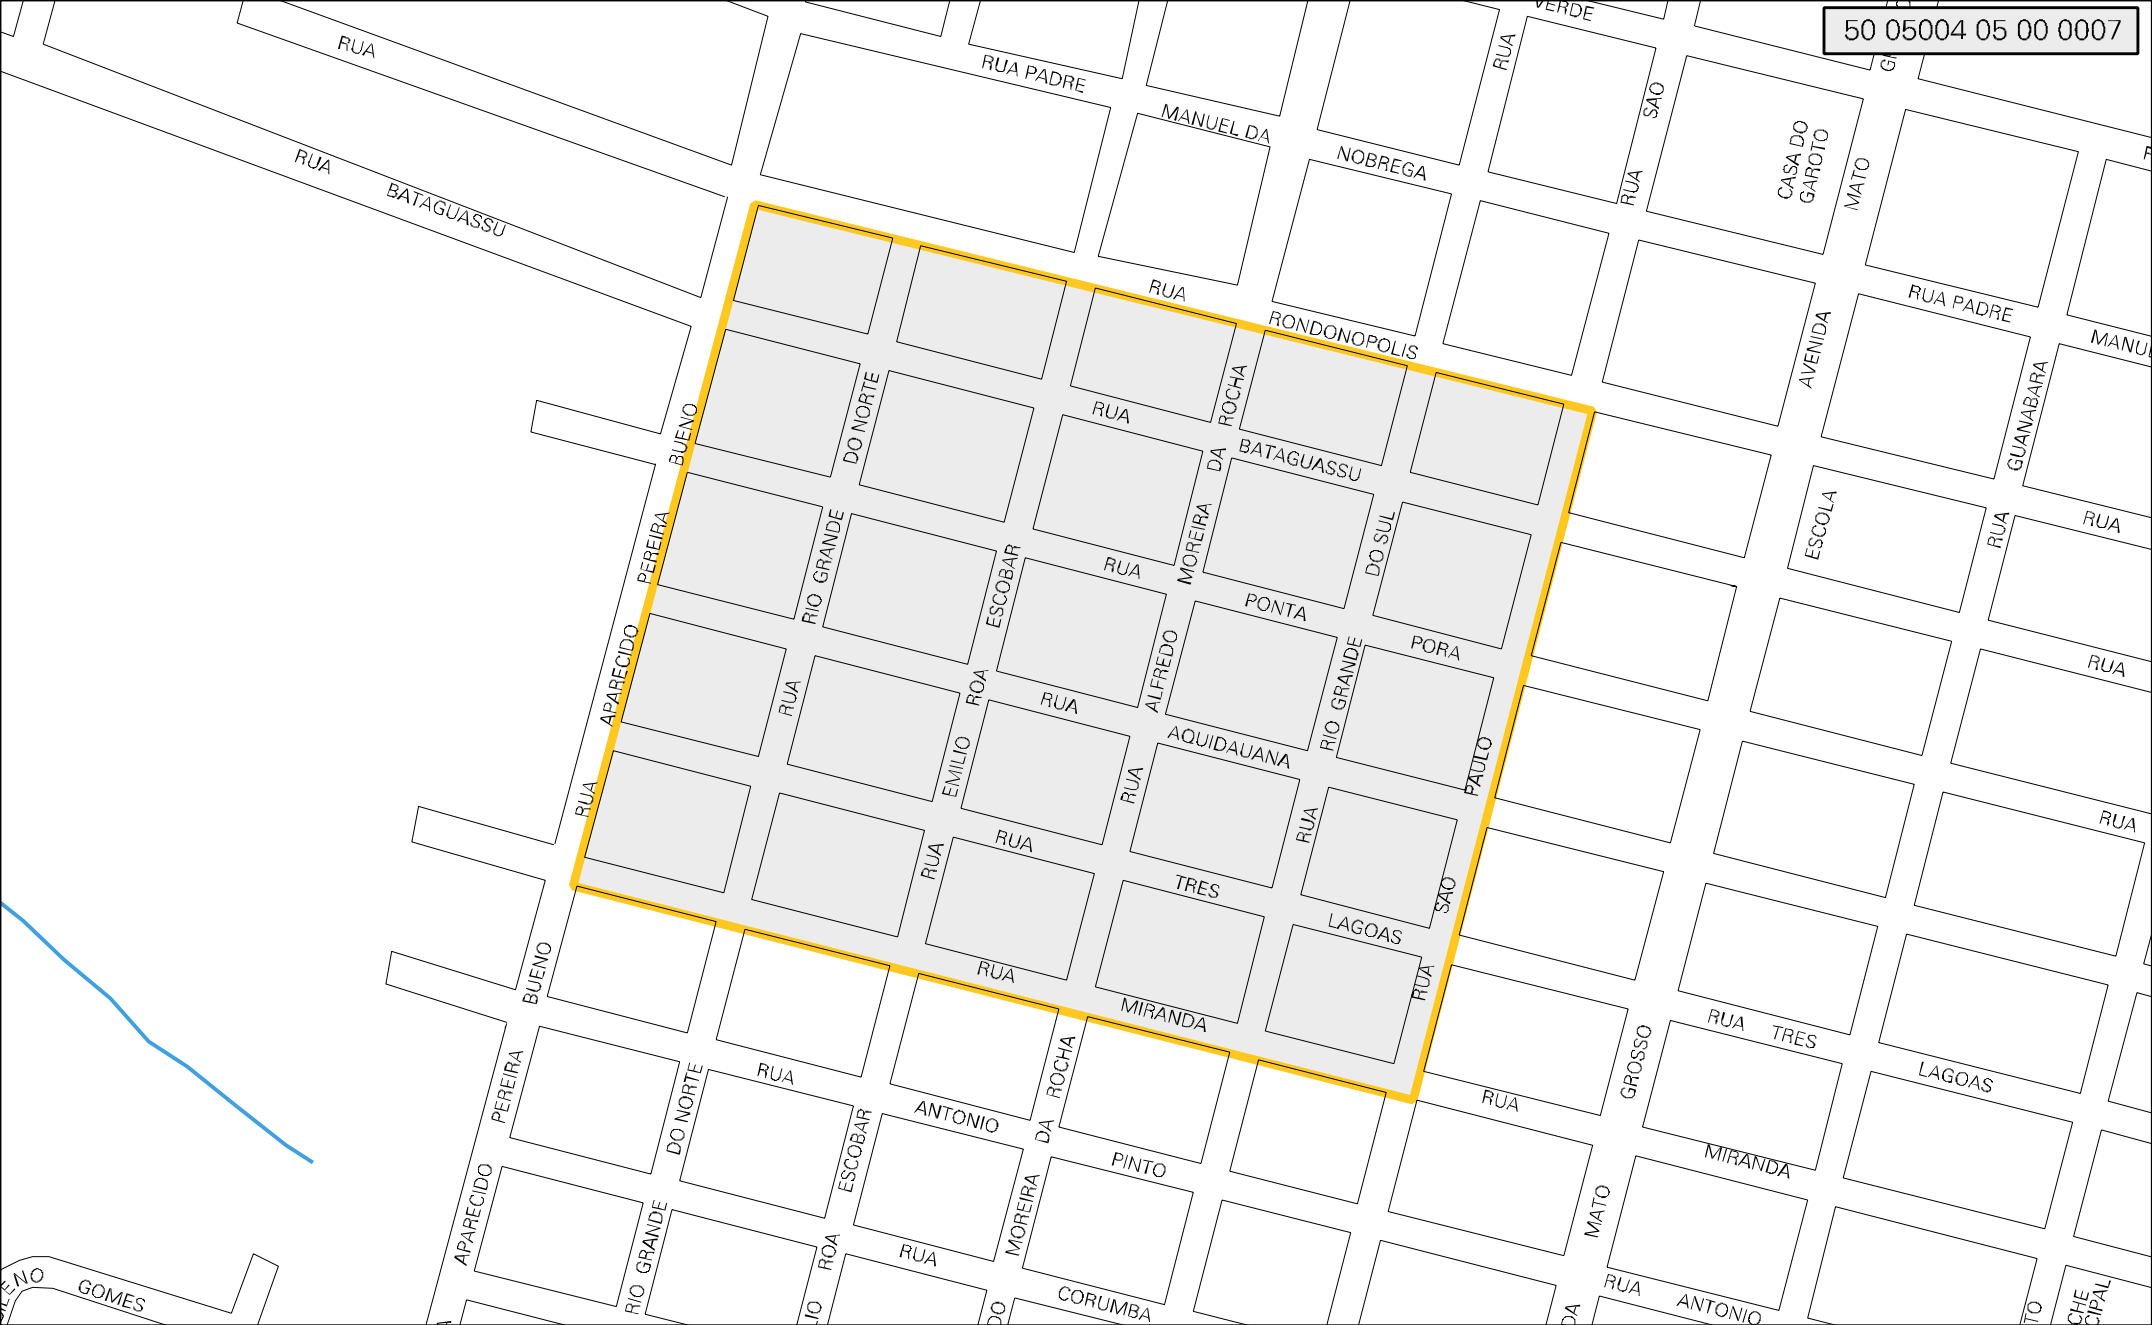 50 05004 05 00 0007
VERDE
RUA
RUA
RUA PADRE
MANUEL DA
NOBREGA
SAO
RUA
CASA DO
GAROTO
MATO
RUA
BATAGUASSU
RUA
RONDONOPOLIS
RUA PADRE
AVENIDA
GUANABARA
RUA
ESCOLA
RUA
RUA
RUA
BUENO
PEREIRA
APARECIDO
RUA
DO NORTE
RIO GRANDE
RUA
RUA
BATAGUASSU
ROCHA
DA
MOREIRA
ALFREDO
RUA
ESCOBAR
ROA
EMILIO
RUA
DO SUL
RIO GRANDE
RUA
RUA
PONTA
PORA
RUA
AQUIDAUANA
PAULO
SAO
RUA
RUA
TRES
LAGOAS
RUA
MIRANDA
BUENO
PEREIRA
APARECIDO
DO NORTE
RIO GRANDE
RUA
ANTONIO
PINTO
ESCOBAR
ROA
ROCHA
DA
MOREIRA
RUA
CORUMBA
RUA
MIRANDA
GROSSO
MATO
RUA TRES
LAGOAS
RUA
ANTONIO
GOMES